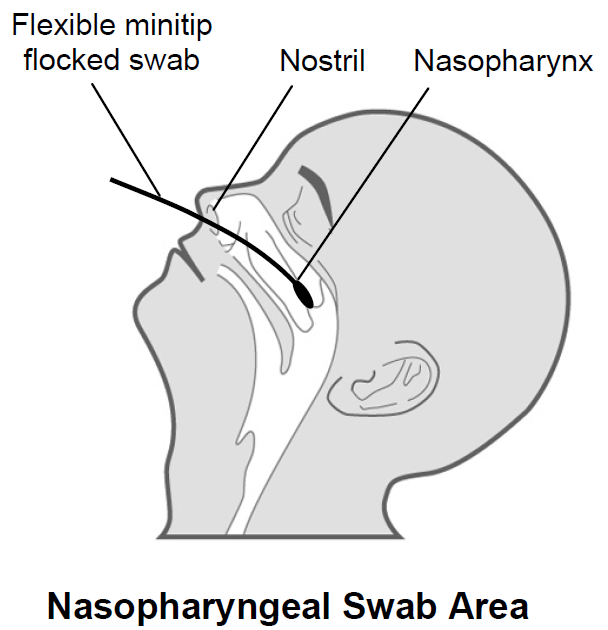 Flexible minitip
flocked swab
Nostril
Nasopharynx
Nasopharyngeal Swab Area